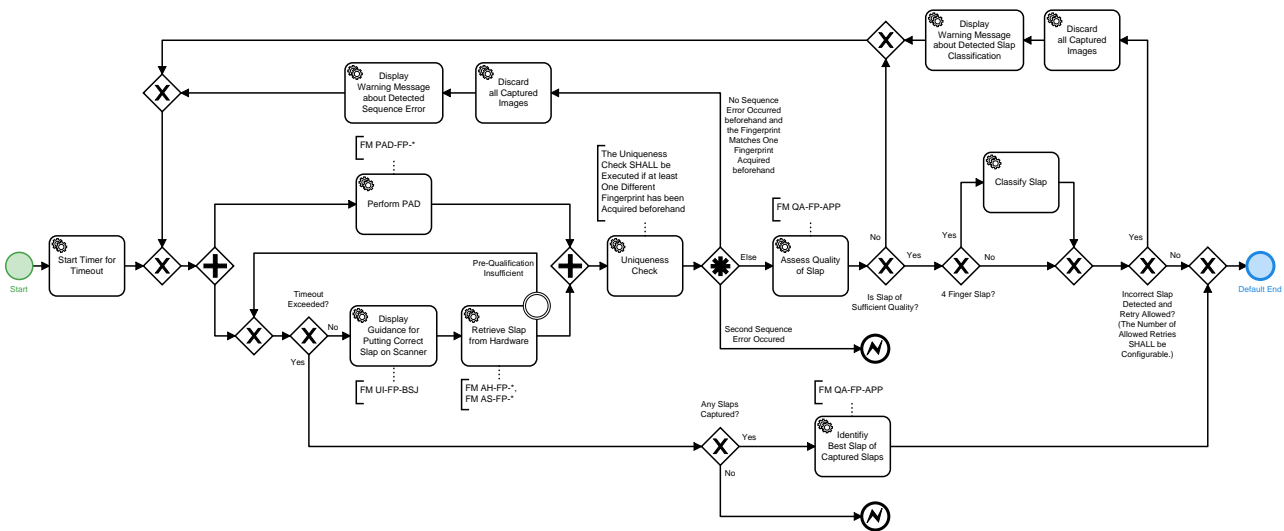 Display
Warning Message
about Detected Slap
Classification
Discard
all Captured
Images
Display
Warning Message
about Detected
Sequence Error
Discard
all Captured
Images
No Sequence
Error Occurred
beforehand and
the Fingerprint
Matches One
Fingerprint
Acquired
beforehand
FM PAD-FP-*
The Uniqueness
Check SHALL be
Executed if at least
One Different
Fingerprint has been
Acquired beforehand
Perform PAD
Classify Slap
FM QA-FP-APP
Start
Start Timer for
Timeout
Pre-Qualification
Insufficient
Uniqueness
Check
Else
Assess Quality
of Slap
No
Yes
Is Slap of
Sufficient Quality?
Yes
No
4 Finger Slap?
Yes
No
Incorrect Slap
Detected and
Retry Allowed?
(The Number of
Allowed Retries
SHALL be
Configurable.)
Default End
Timeout
Exceeded?
No
Yes
Display
Guidance for
Putting Correct
Slap on Scanner
Retrieve Slap
from Hardware
Second Sequence
Error Occured
FM UI-FP-BSJ
FM AH-FP-*,
FM AS-FP-*
FM QA-FP-APP
Any Slaps
Captured?
Yes
No
Identifiy
Best Slap of
Captured Slaps